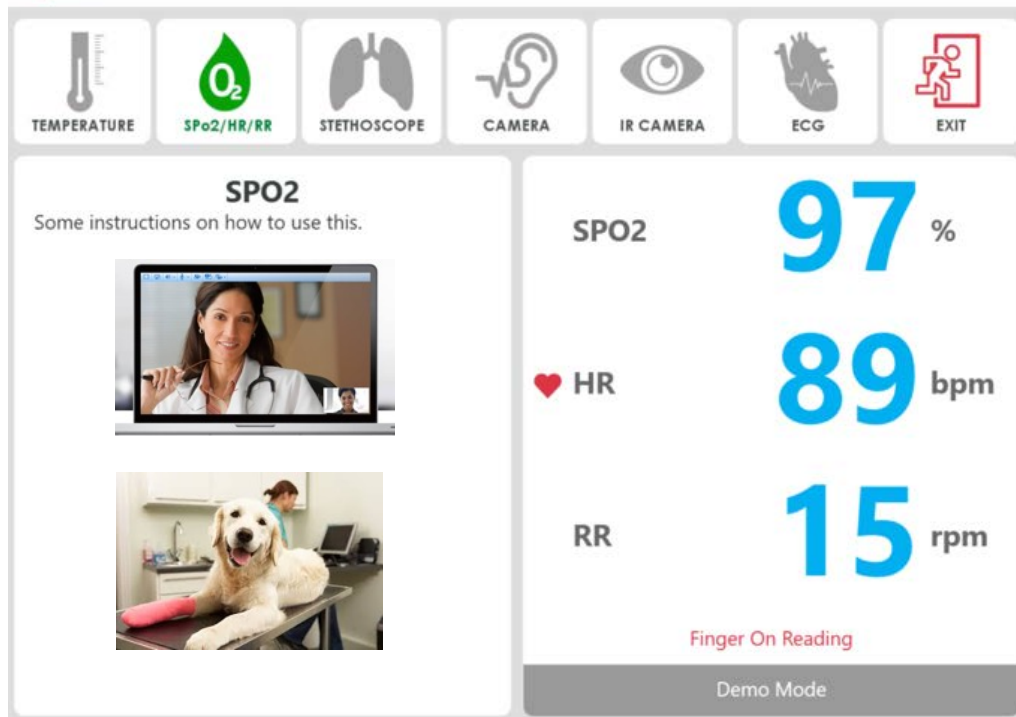 TEMPERATURE
O2
SPo2/HR/RR
STETHOSCOPE
CAMERA
IR CAMERA
ECG
EXIT
SPO2
Some instructions on how to use this.
SPO2 97 %
HR 89 bpm
RR 15 rpm
Finger On Reading
Demo Mode